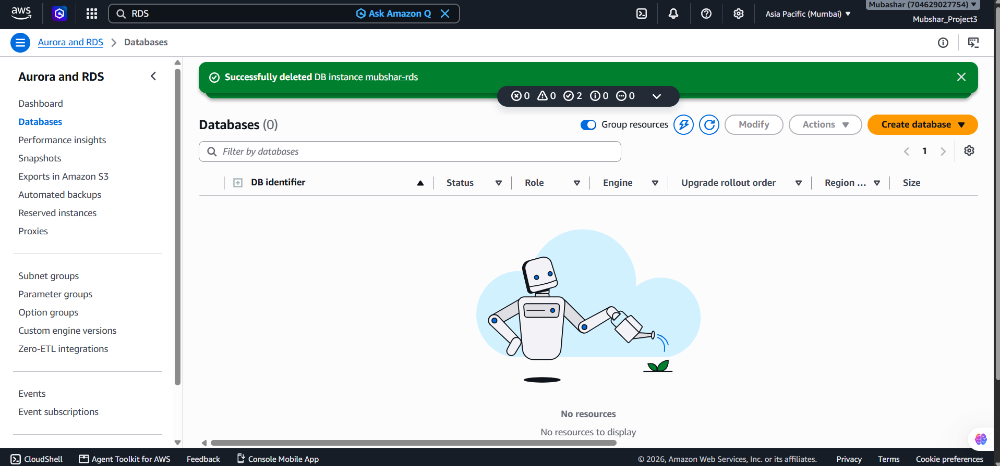 aws
RDS
Ask Amazon Q
Asia Pacific (Mumbai)
Mubashar (704629027754)
Mubshar_Project3
Aurora and RDS
Databases
Aurora and RDS
Dashboard
Databases
Performance insights
Snapshots
Exports in Amazon S3
Automated backups
Reserved instances
Proxies
Subnet groups
Parameter groups
Option groups
Custom engine versions
Zero-ETL integrations
Events
Event subscriptions
Successfully deleted DB instance mubshar-rds
0 0 2 0 0
Databases (0)
Group resources
Modify
Actions
Create database
Filter by databases
1
DB identifier
Status
Role
Engine
Upgrade rollout order
Region ...
Size
No resources
No resources to display
CloudShell
Agent Toolkit for AWS
Feedback
Console Mobile App
© 2026, Amazon Web Services, Inc. or its affiliates.
Privacy
Terms
Cookie preferences